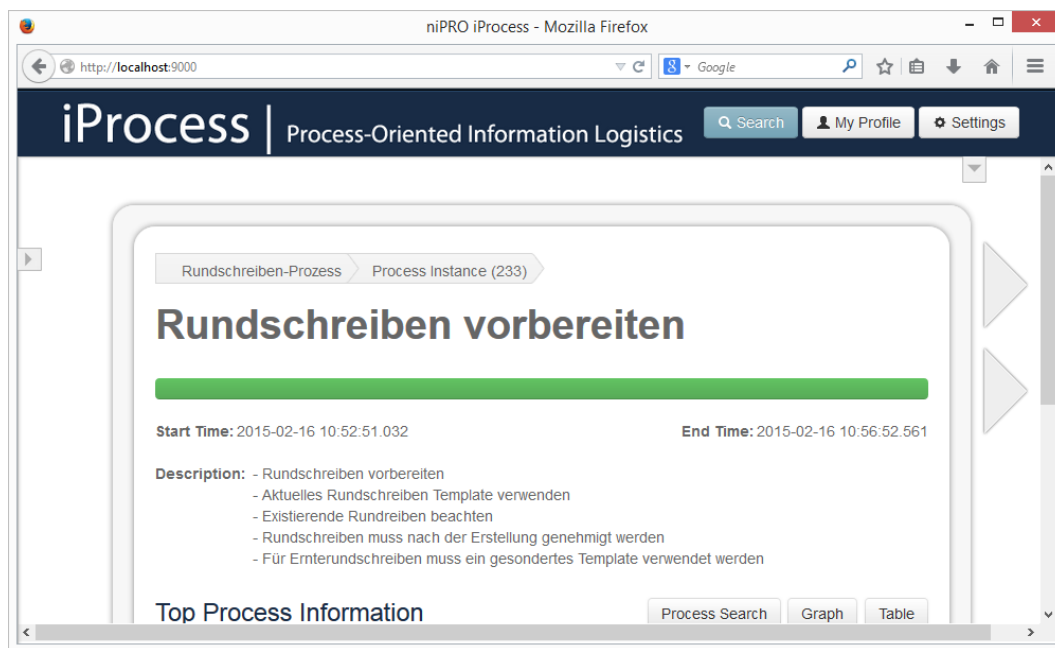 niPRO iProcess - Mozilla Firefox
http://localhost:9000
8 Google
iProcess | Process-Oriented Information Logistics
Search
My Profile
Settings
Rundschreiben-Prozess
Process Instance (233)
Rundschreiben vorbereiten
Start Time: 2015-02-16 10:52:51.032
End Time: 2015-02-16 10:56:52.561
Description: - Rundschreiben vorbereiten
- Aktuelles Rundschreiben Template verwenden
- Existierende Rundreiben beachten
- Rundschreiben muss nach der Erstellung genehmigt werden
- Für Ernterundschreiben muss ein gesondertes Template verwendet werden
Top Process Information
Process Search
Graph
Table